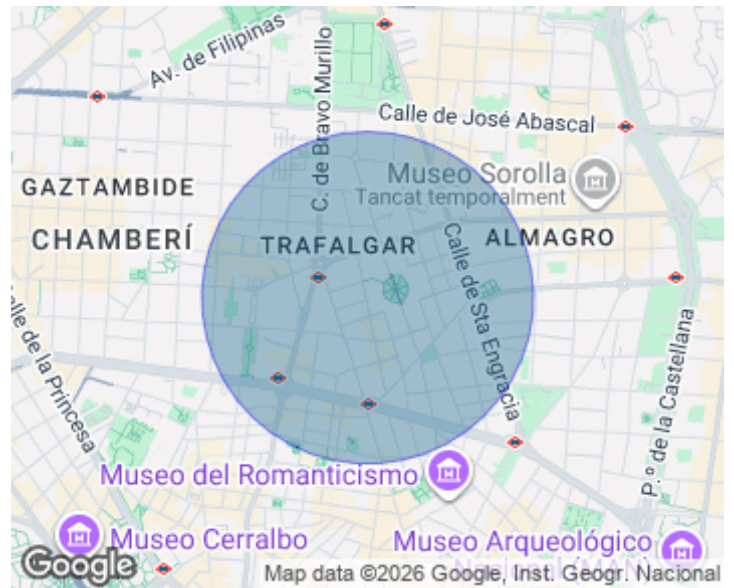 Av. de Filipinas
C. de Bravo Murillo
Calle de José Abascal
Museo Sorolla
Tancat temporalment
GAZTAMBIDE
CHAMBERÍ
TRAFALGAR
ALMAGRO
Calle de Sta Engracia
Calle de la Princesa
P.º de la Castellana
Museo del Romanticismo
Museo Cerralbo
Museo Arqueológico
Nacional (MAN)
Google
Map data ©2026 Google, Inst. Geogr. Nacional